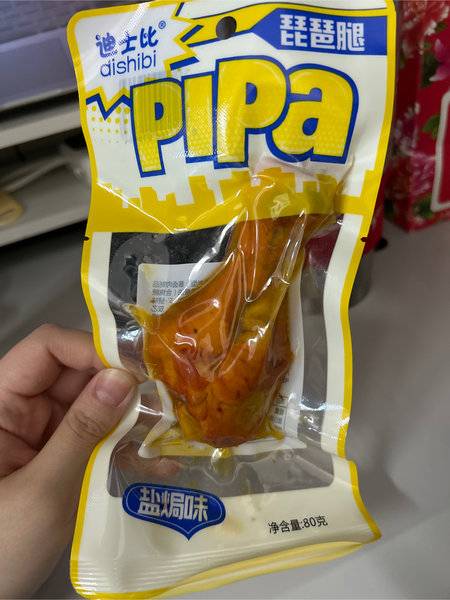 迪士比®
dishibi
琵琶腿
PiPa
盐焗味
净含量:80克